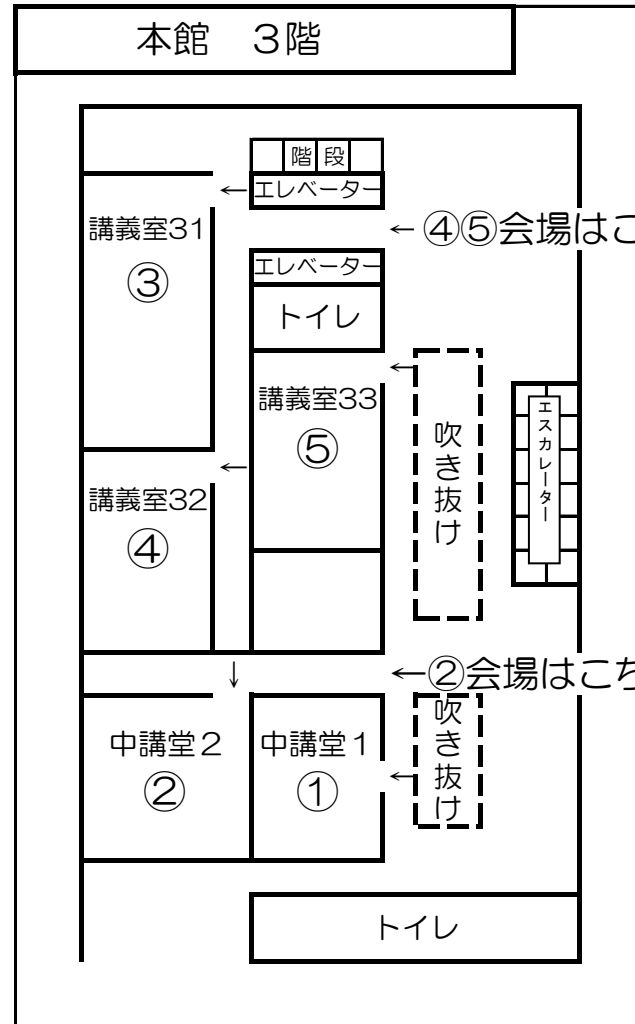 本館　３階
階段
エレベーター
講義室31
③
← ④⑤会場はこ
エレベーター
トイレ
講義室33
⑤
吹き抜け
エスカレーター
講義室32
④
←②会場はこち
中講堂２
②
中講堂１
①
吹き抜け
トイレ